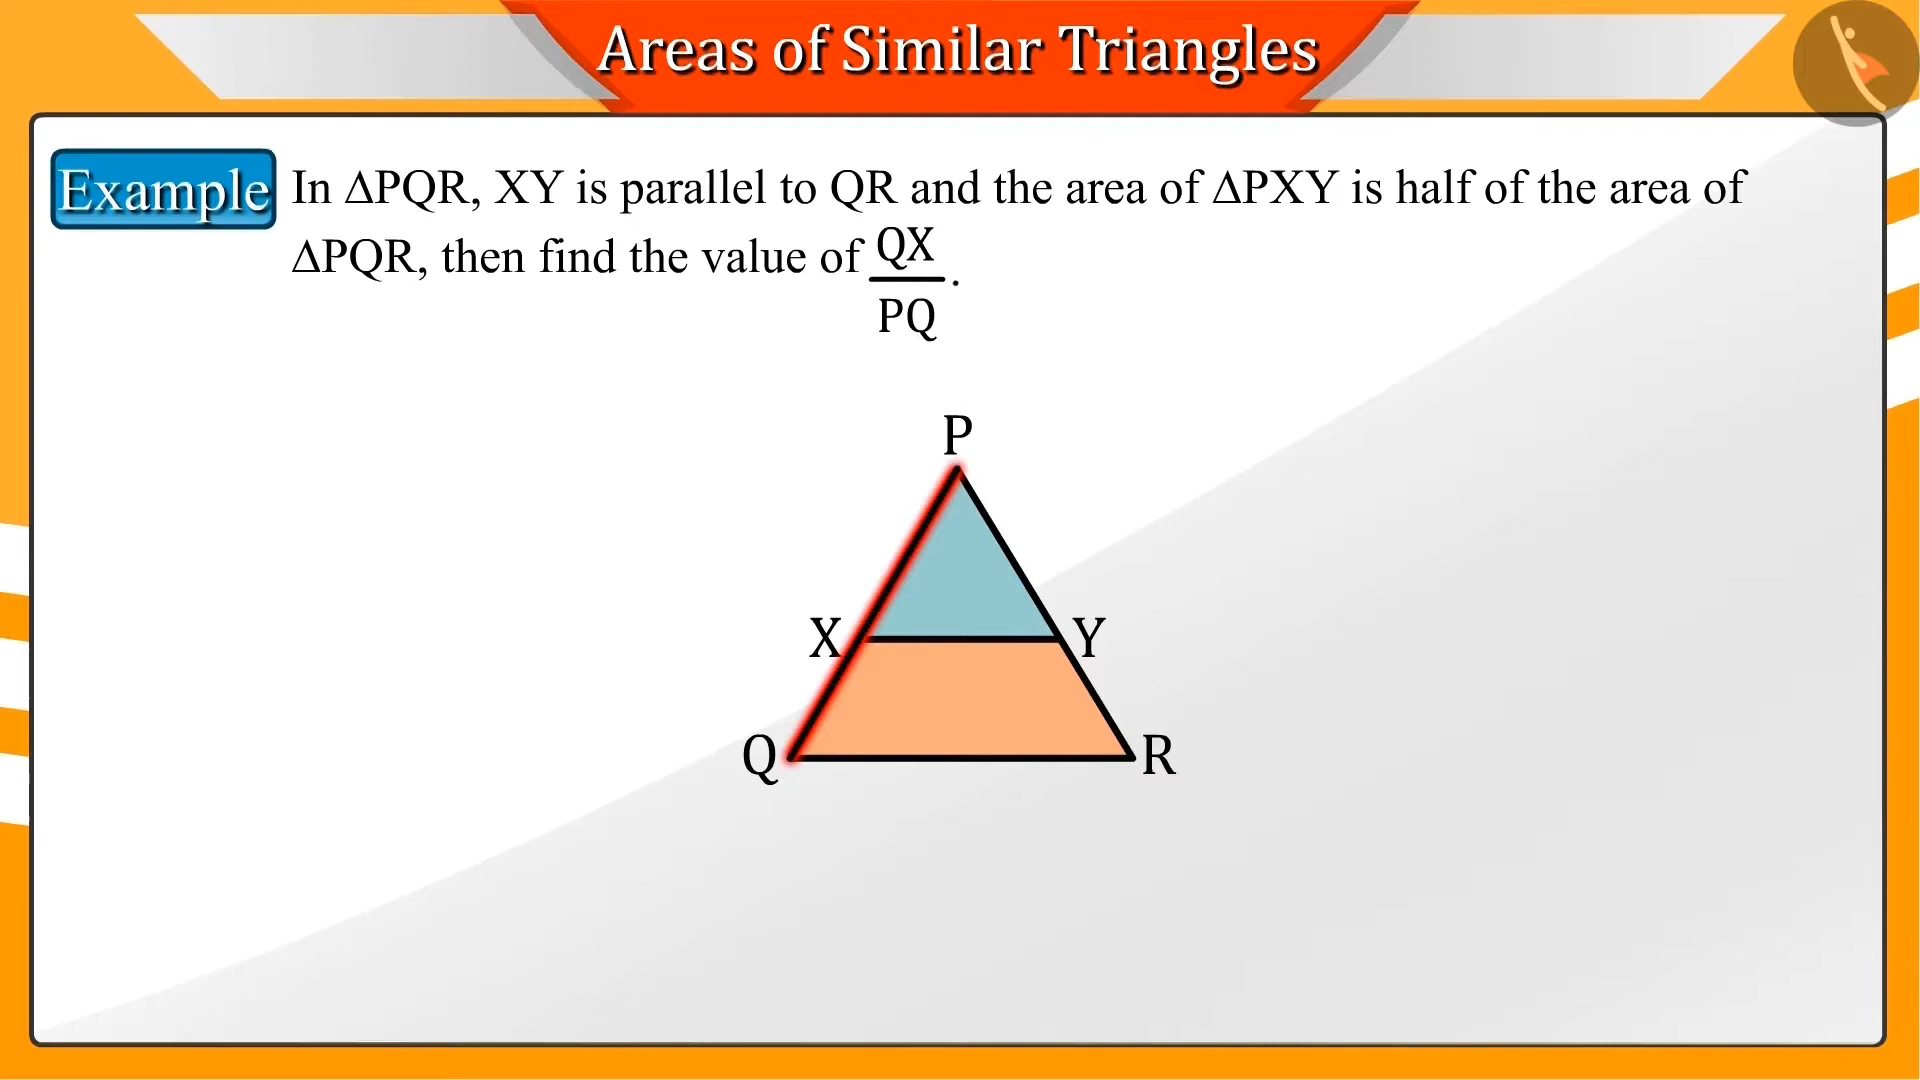 Areas of Similar Triangles
Example In ΔPQR, XY is parallel to QR and the area of ΔPXY is half of the area of
ΔPQR, then find the value of QX/PQ.
P
X Y
Q R